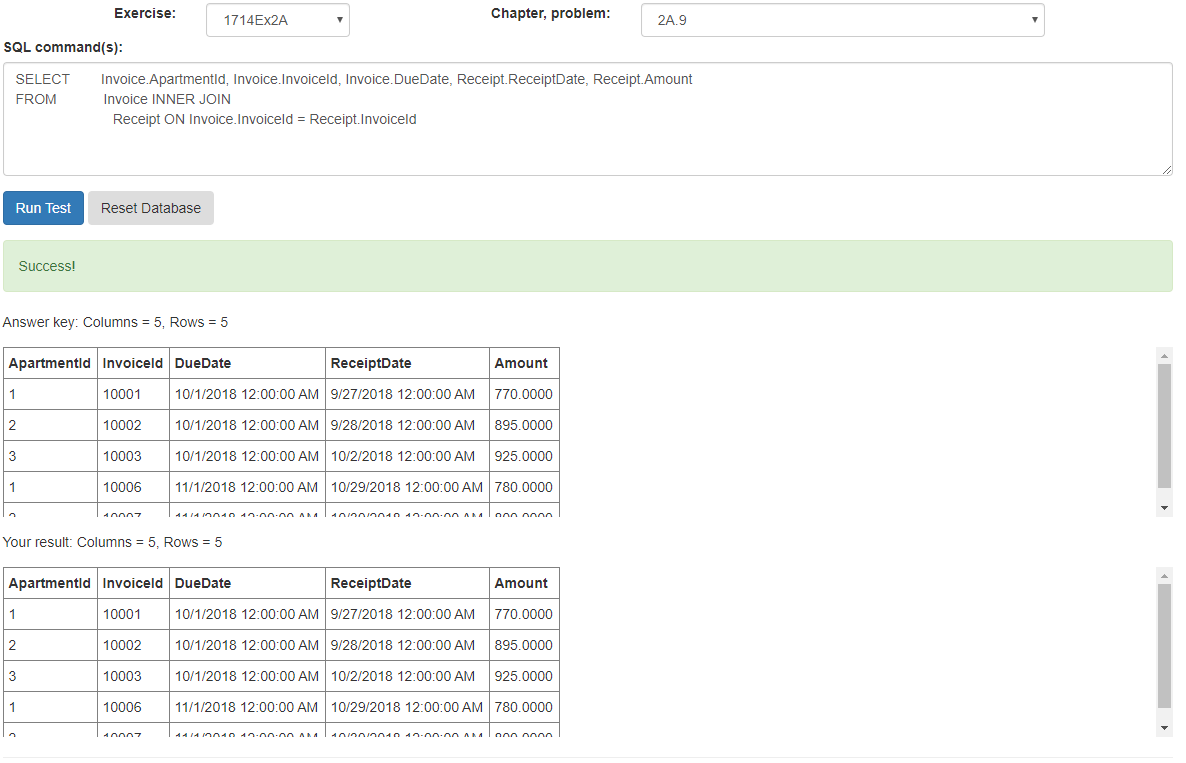 Exercise: 1714Ex2A Chapter, problem: 2A.9
SQL command(s):
SELECT Invoice.ApartmentId, Invoice.InvoiceId, Invoice.DueDate, Receipt.ReceiptDate, Receipt.Amount
FROM Invoice INNER JOIN
Receipt ON Invoice.InvoiceId = Receipt.InvoiceId
Run Test Reset Database
Success!
Answer key: Columns = 5, Rows = 5
ApartmentId InvoiceId DueDate ReceiptDate Amount
1 10001 10/1/2018 12:00:00 AM 9/27/2018 12:00:00 AM 770.0000
2 10002 10/1/2018 12:00:00 AM 9/28/2018 12:00:00 AM 895.0000
3 10003 10/1/2018 12:00:00 AM 10/2/2018 12:00:00 AM 925.0000
1 10006 11/1/2018 12:00:00 AM 10/29/2018 12:00:00 AM 780.0000
Your result: Columns = 5, Rows = 5
ApartmentId InvoiceId DueDate ReceiptDate Amount
1 10001 10/1/2018 12:00:00 AM 9/27/2018 12:00:00 AM 770.0000
2 10002 10/1/2018 12:00:00 AM 9/28/2018 12:00:00 AM 895.0000
3 10003 10/1/2018 12:00:00 AM 10/2/2018 12:00:00 AM 925.0000
1 10006 11/1/2018 12:00:00 AM 10/29/2018 12:00:00 AM 780.0000